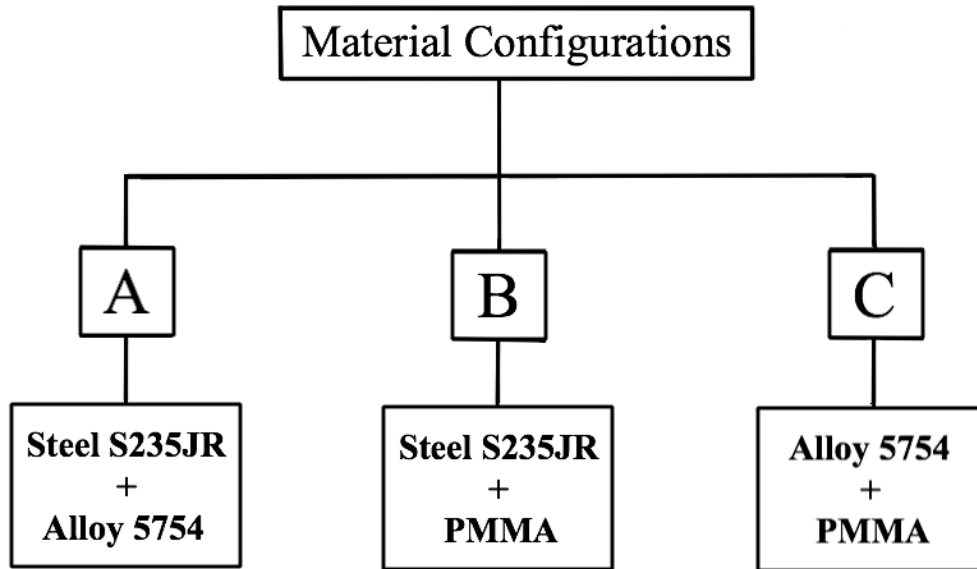 Material Configurations
A
B
C
Steel S235JR
+
Alloy 5754
Steel S235JR
+
PMMA
Alloy 5754
+
PMMA